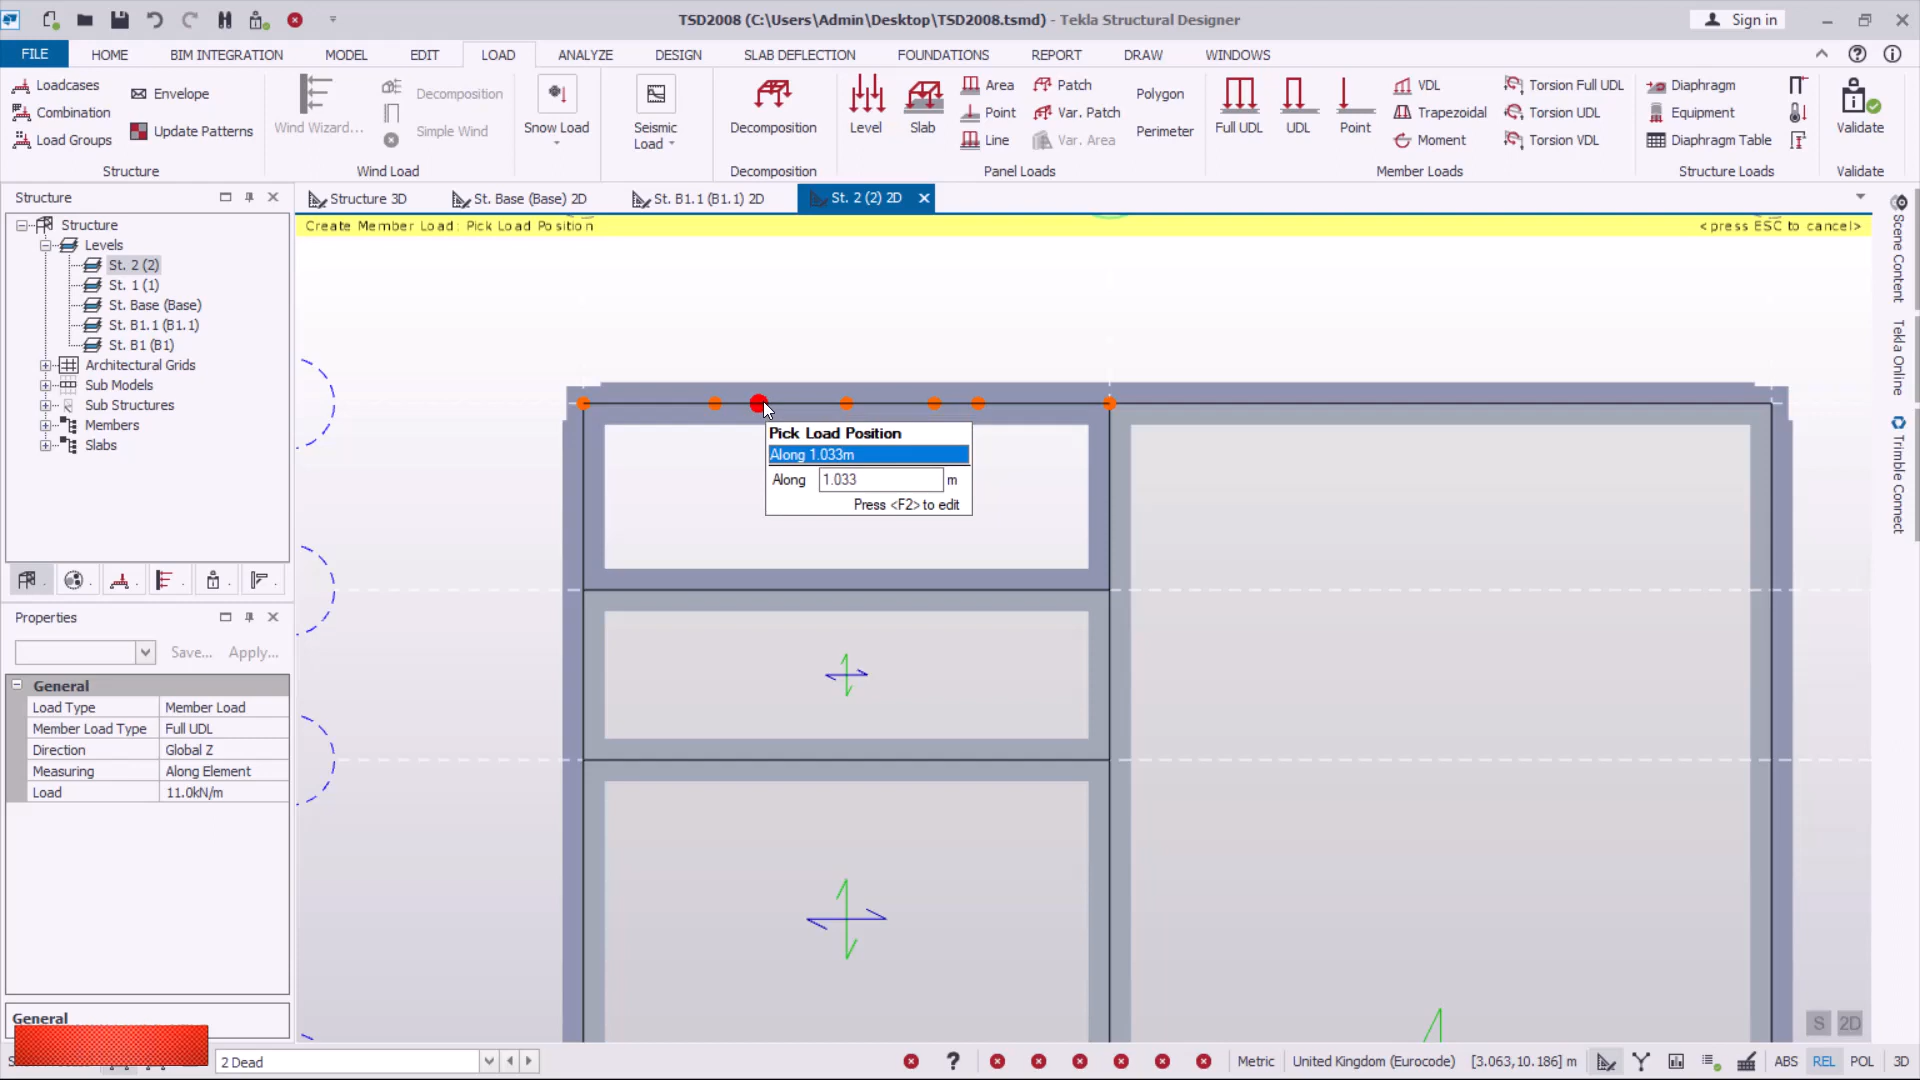 TSD2008 (C:\Users\Admin\Desktop\TSD2008.tsmd) - Tekla Structural Designer
Sign in
FILE HOME BIM INTEGRATION MODEL EDIT LOAD ANALYZE DESIGN SLAB DEFLECTION FOUNDATIONS REPORT DRAW WINDOWS
Loadcases
Combination
Load Groups
Envelope
Update Patterns
Structure
Wind Wizard...
Decomposition
Simple Wind
Wind Load
Snow Load
Seismic
Load
Decomposition
Decomposition
Level
Slab
Area
Point
Line
Patch
Var. Patch
Var. Area
Polygon
Perimeter
Panel Loads
Full UDL
UDL
Point
VDL
Trapezoidal
Moment
Torsion Full UDL
Torsion UDL
Torsion VDL
Member Loads
Diaphragm
Equipment
Diaphragm Table
Structure Loads
Validate
Validate
Structure
Structure 3D
St. Base (Base) 2D
St. B1.1 (B1.1) 2D
St. 2 (2) 2D
Create Member Load: Pick Load Position
<press ESC to cancel>
Structure
Levels
St. 2 (2)
St. 1 (1)
St. Base (Base)
St. B1.1 (B1.1)
St. B1 (B1)
Architectural Grids
Sub Models
Sub Structures
Members
Slabs
Pick Load Position
Along 1.033m
Along 1.033 m
Press <F2> to edit
Scene Content
Tekla Online
Trimble Connect
Properties
Save... Apply...
General
Load Type Member Load
Member Load Type Full UDL
Direction Global Z
Measuring Along Element
Load 11.0kN/m
General
S 2D
2 Dead
Metric
United Kingdom (Eurocode)
[3.063,10.186] m
ABS REL POL 3D